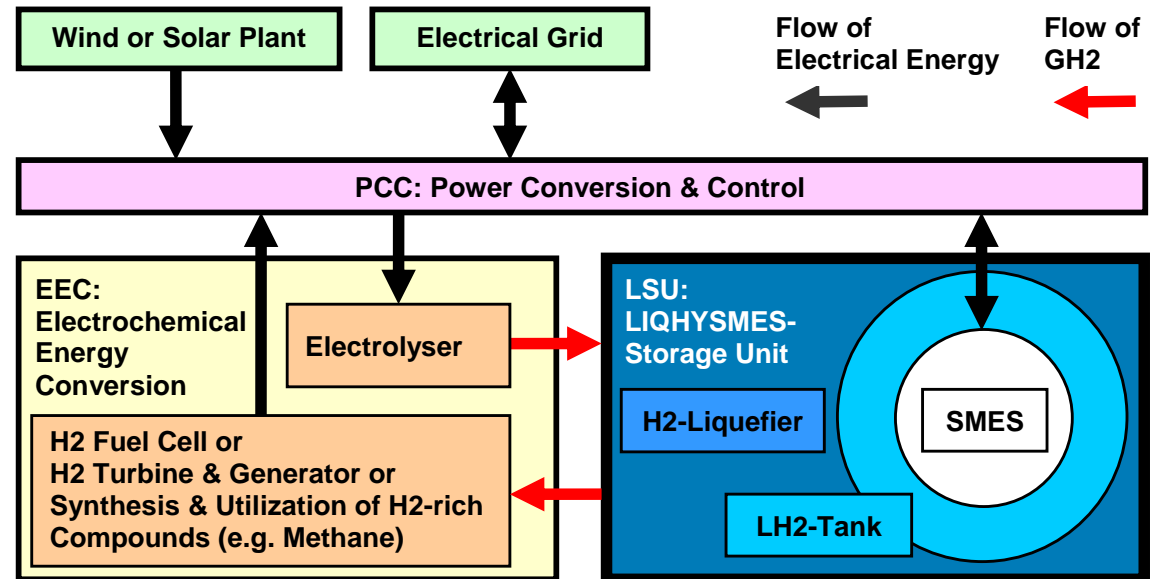 Wind or Solar Plant
Electrical Grid
Flow of
Electrical Energy
Flow of
GH2
PCC: Power Conversion & Control
EEC:
Electrochemical
Energy
Conversion
Electrolyser
H2 Fuel Cell or
H2 Turbine & Generator or
Synthesis & Utilization of H2-rich
Compounds (e.g. Methane)
LSU:
LIQHYSMES-
Storage Unit
H2-Liquefier
SMES
LH2-Tank